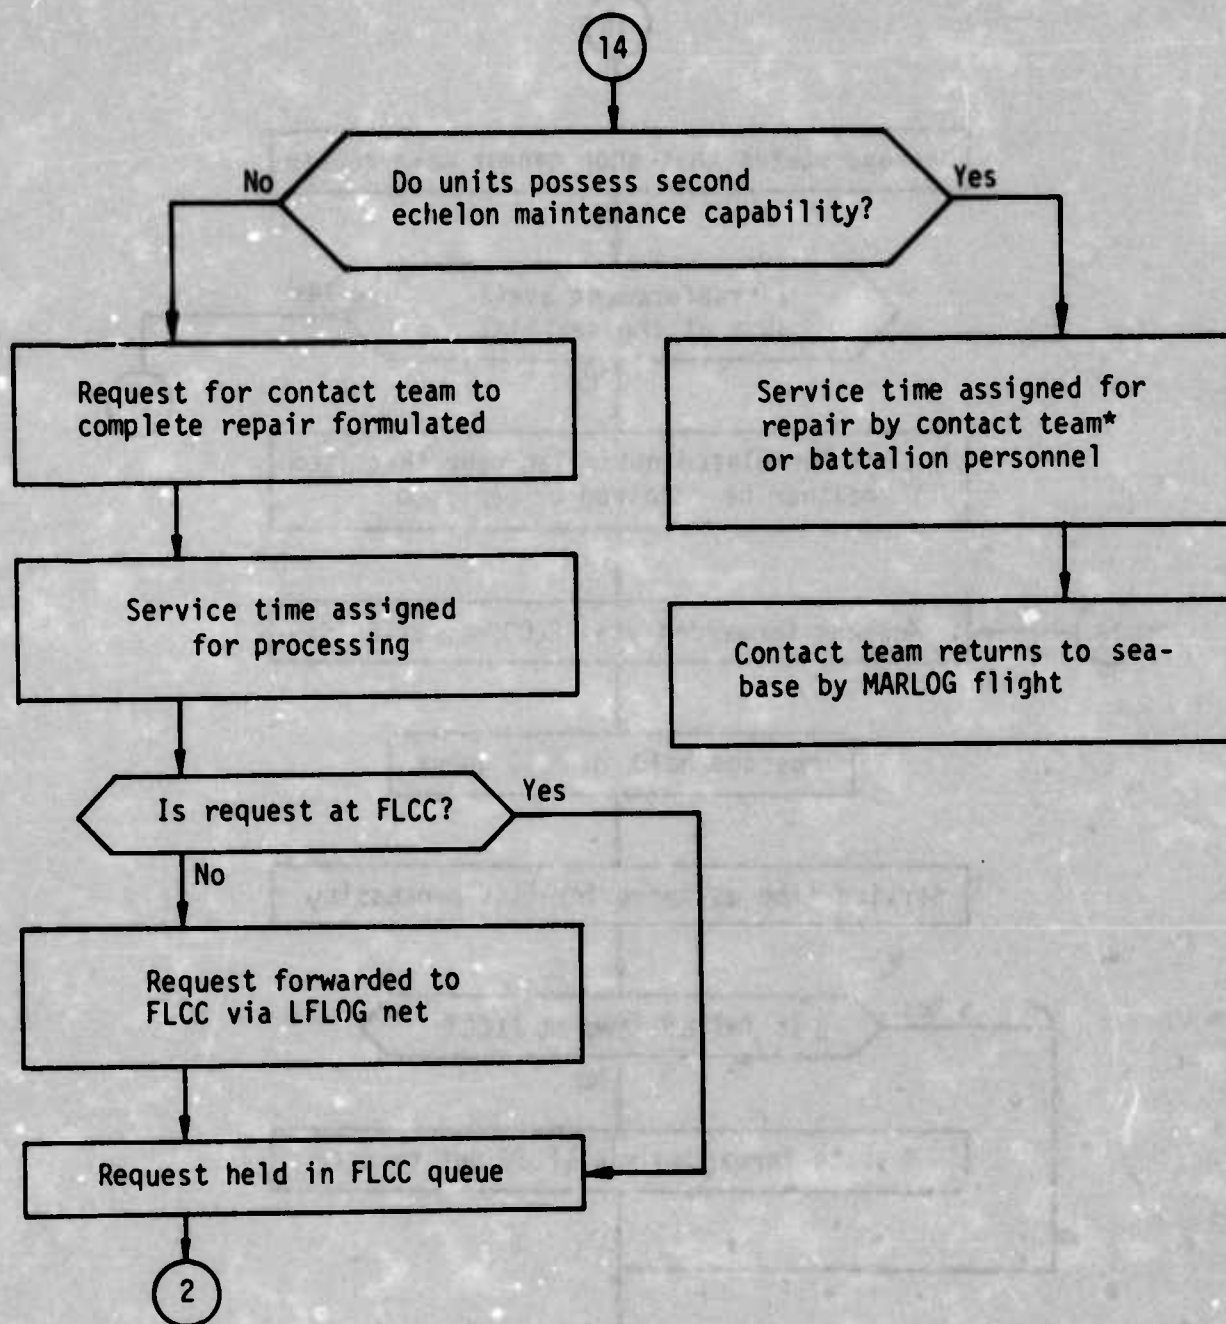 14
Do units possess second
echelon maintenance capability?
No
Yes
Request for contact team to
complete repair formulated
Service time assigned for
repair by contact team*
or battalion personnel
Service time assigned
for processing
Contact team returns to sea-
base by MARLOG flight
Is request at FLCC?
Yes
No
Request forwarded to
FLCC via LFLOG net
Request held in FLCC queue
2